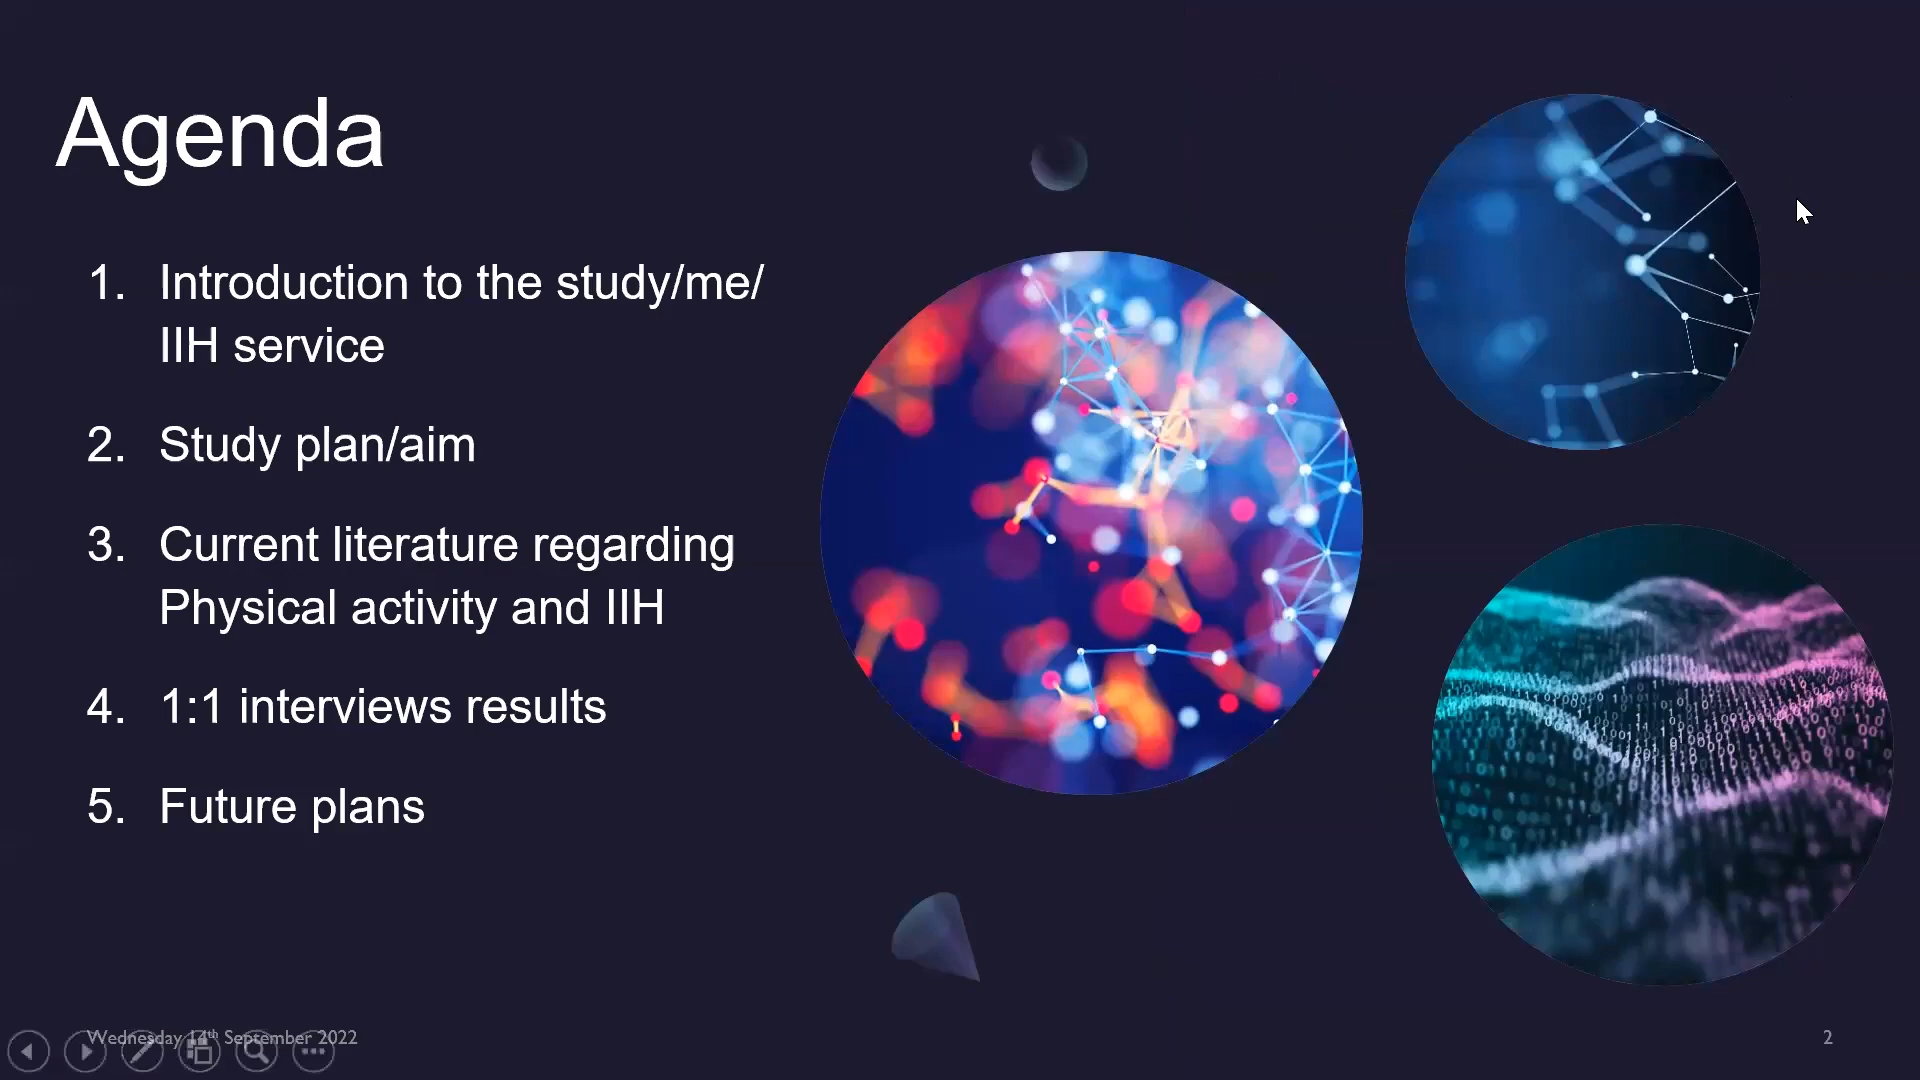 Agenda
1. Introduction to the study/me/
IIH service
2. Study plan/aim
3. Current literature regarding
Physical activity and IIH
4. 1:1 interviews results
5. Future plans
Wednesday 14th September 2022
2